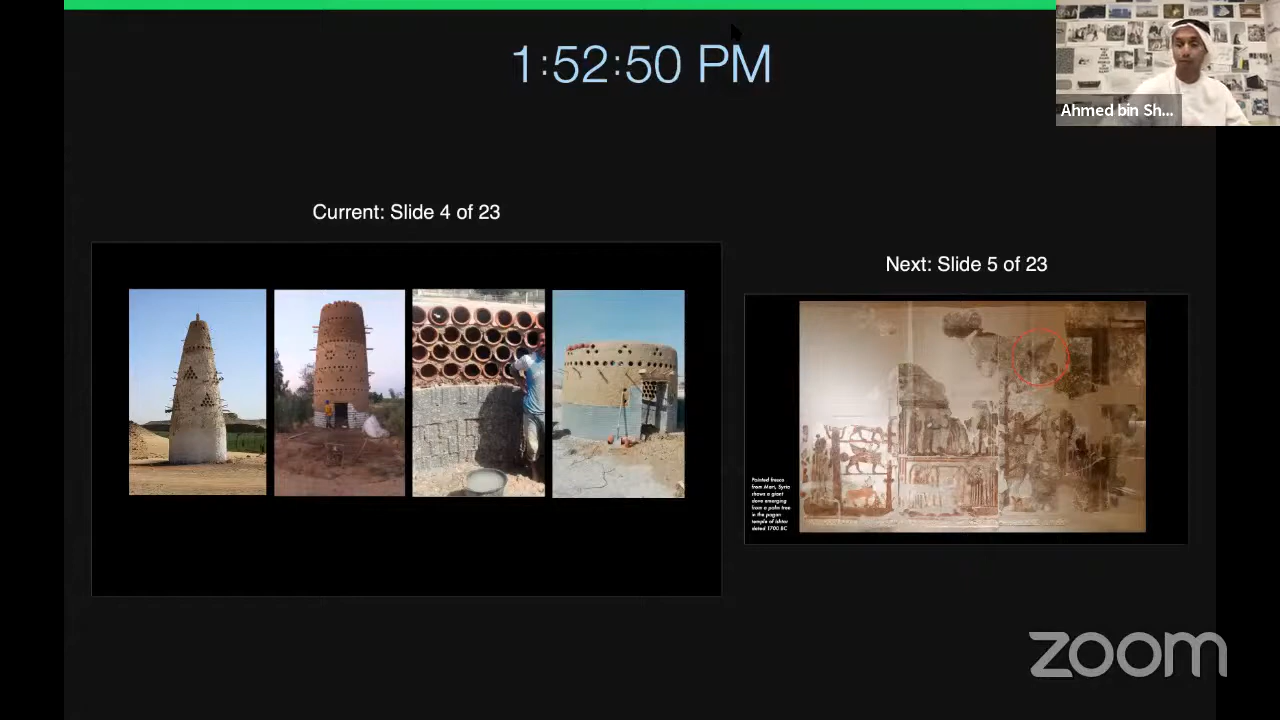 1:52:50 PM
Ahmed bin Sh...
Current: Slide 4 of 23
Next: Slide 5 of 23
Painted fresco
from Mari, Syria
shows a giant
dove emerging
from a palm tree
in the pagan
temple of Ishtar
dated 1700 BC
zoom